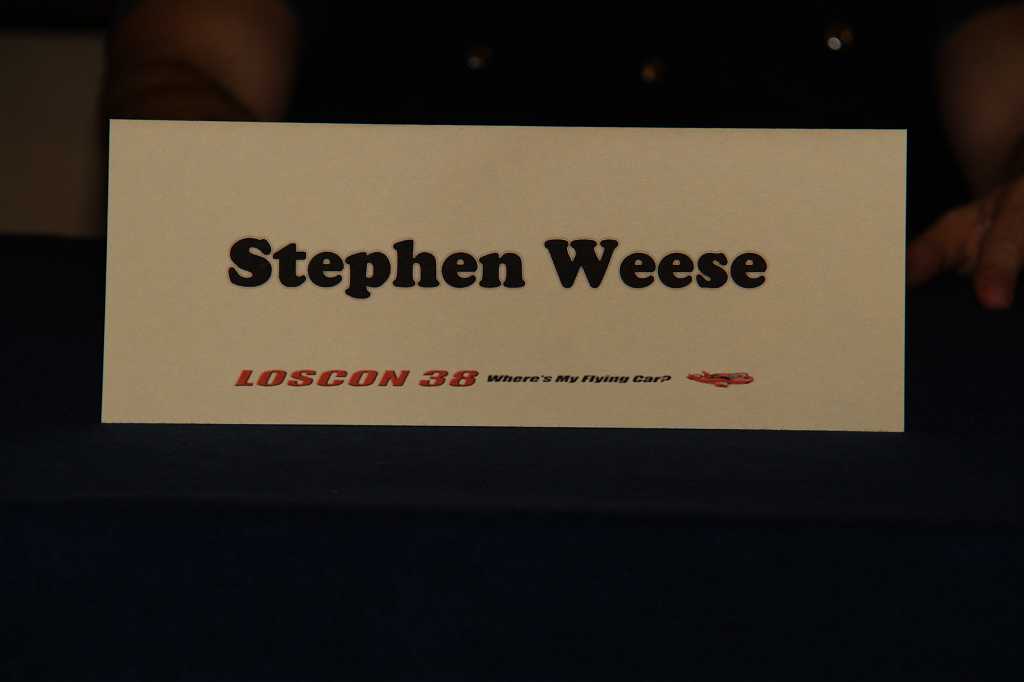 Stephen Weese
LOSCON 38 Where's My Flying Car?